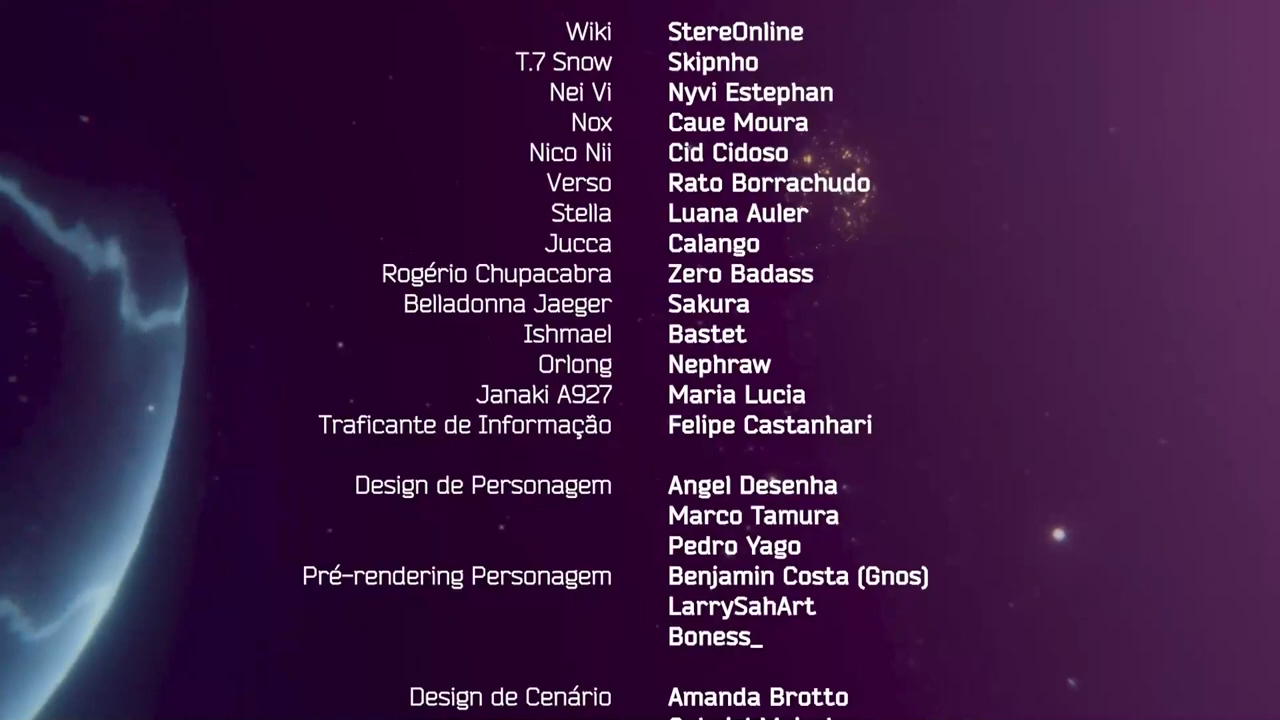 Wiki StereOnline
T.7 Snow Skipnho
Nei Vi Nyvi Estephan
Nox Caue Moura
Nico Nii Cid Cidoso
Verso Rato Borrachudo
Stella Luana Auler
Jucca Calango
Rogério Chupacabra Zero Badass
Belladonna Jaeger Sakura
Ishmael Bastet
Orlong Nephraw
Janaki A927 Maria Lucia
Traficante de Informação Felipe Castanhari
Design de Personagem Angel Desenha
Marco Tamura
Pedro Yago
Pré-rendering Personagem Benjamin Costa (Gnos)
LarrySahArt
Boness_
Design de Cenário Amanda Brotto